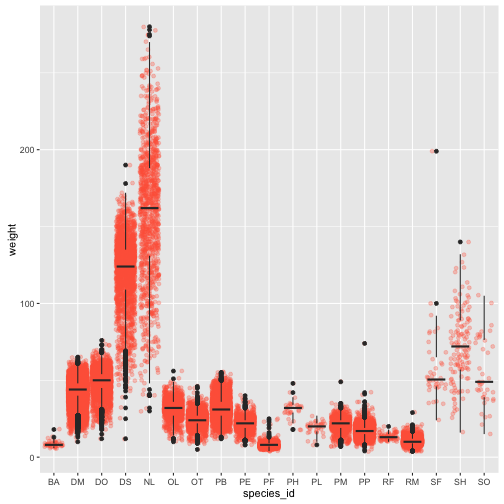 weight
200
100
0
BA DM DO DS NL OL OT PB PE PF PH PL PM PP RF RM SF SH SO
species_id